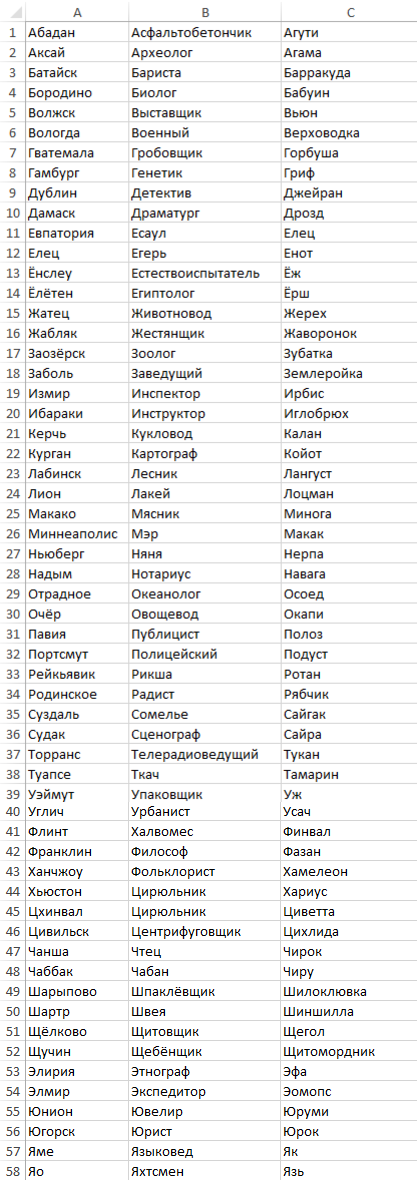 A B C
1 Абадан Асфальтобетончик Агути
2 Аксай Археолог Агама
3 Батайск Бариста Барракуда
4 Бородино Биолог Бабуин
5 Волжск Выставщик Вьюн
6 Вологда Военный Верховодка
7 Гватемала Гробовщик Горбуша
8 Гамбург Генетик Гриф
9 Дублин Детектив Джейран
10 Дамаск Драматург Дрозд
11 Евпатория Есаул Елец
12 Елец Егерь Енот
13 Ёнслеу Естествоиспытатель Ёж
14 Ёлётен Египтолог Ёрш
15 Жатец Животновод Жерех
16 Жабляк Жестянщик Жаворонок
17 Заозёрск Зоолог Зубатка
18 Заболь Заведущий Землеройка
19 Измир Инспектор Ирбис
20 Ибараки Инструктор Иглобрюх
21 Керчь Кукловод Калан
22 Курган Картограф Койот
23 Лабинск Лесник Лангуст
24 Лион Лакей Лоцман
25 Макако Мясник Минога
26 Миннеаполис Мэр Макак
27 Ньюберг Няня Нерпа
28 Надым Нотариус Навага
29 Отрадное Океанолог Осоед
30 Очёр Овощевод Окапи
31 Павия Публицист Полоз
32 Портсмут Полицейский Подуст
33 Рейкьявик Рикша Ротан
34 Родинское Радист Рябчик
35 Суздаль Сомелье Сайгак
36 Судак Сценограф Сайра
37 Торранс Телерадиоведущий Тукан
38 Туапсе Ткач Тамарин
39 Уэймут Упаковщик Уж
40 Углич Урбанист Усач
41 Флинт Халвомес Финвал
42 Франклин Философ Фазан
43 Ханчжоу Фольклорист Хамелеон
44 Хьюстон Цирюльник Хариус
45 Цхинвал Цирюльник Циветта
46 Цивильск Центрифуговщик Цихлида
47 Чанша Чтец Чирок
48 Чаббак Чабан Чиру
49 Шарыпово Шпаклёвщик Шилоклювка
50 Шартр Швея Шиншилла
51 Щёлково Щитовщик Щегол
52 Щучин Щебёнщик Щитомордник
53 Элирия Этнограф Эфа
54 Элмир Экспедитор Эомопс
55 Юнион Ювелир Юруми
56 Югорск Юрист Юрок
57 Яме Языковед Як
58 Яо Яхтсмен Язь